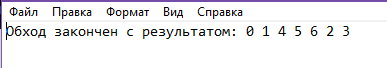 Файл Правка Формат Вид Справка
Обход закончен с результатом: 0 1 4 5 6 2 3